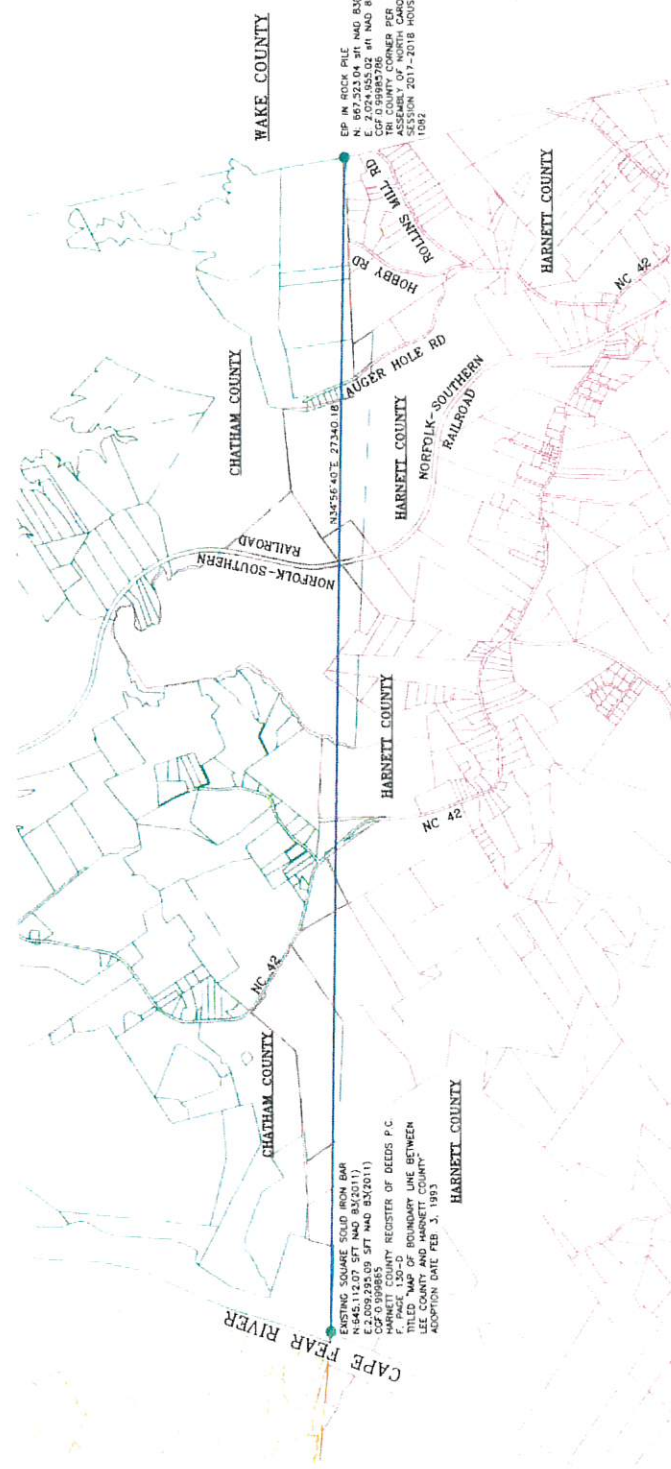 WAKE COUNTY
EIP IN ROCK PILE
N: 667,523.04 sft NAD 83(
E: 2,024,955.02 sft NAD 8
CGF:0.99985786
TRI COUNTY CORNER PER
ASSEMBLY OF NORTH CARO
SESSION 2017-2018 HOUS
1082
CHATHAM COUNTY
ROLLINS MILL RD
HOBBY RD
HARNETT COUNTY
NC 42
AUGER HOLE RD
N34°56'40"E 27340.18'
HARNETT COUNTY
NORFOLK-SOUTHERN
RAILROAD
NORFOLK-SOUTHERN
RAILROAD
HARNETT COUNTY
NC 42
NC 42
CHATHAM COUNTY
EXISTING SQUARE SOLID IRON BAR
N:645,112.07 SFT NAD 83(2011)
E:2,009,295.09 SFT NAD 83(2011)
CGF:0.999865
HARNETT COUNTY REGISTER OF DEEDS P.C.
F, PAGE 130-D
TITLED "MAP OF BOUNDARY LINE BETWEEN
LEE COUNTY AND HARNETT COUNTY"
ADOPTION DATE FEB 3, 1993
HARNETT COUNTY
CAPE FEAR RIVER